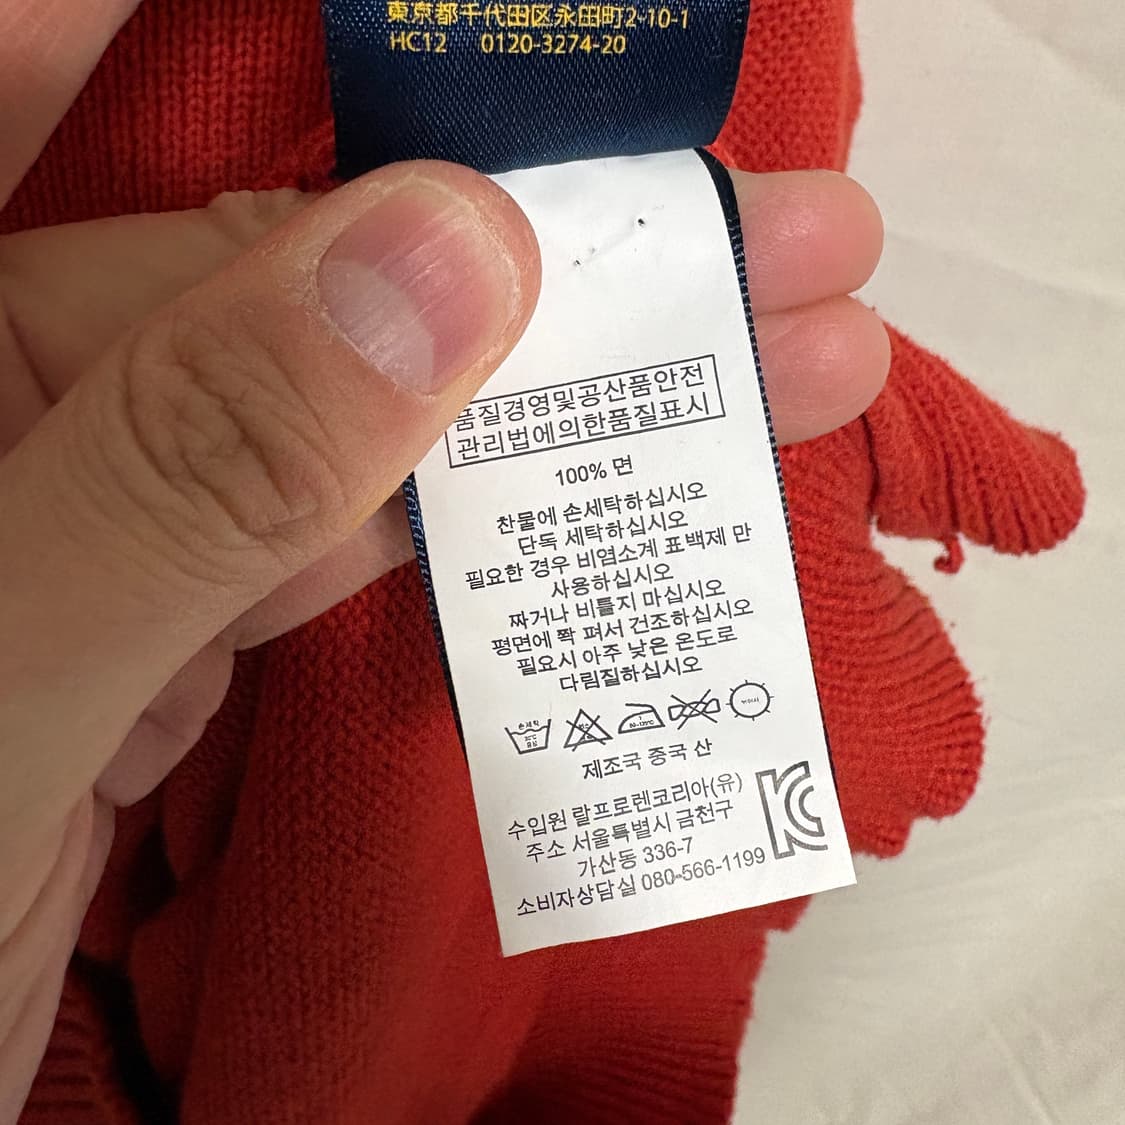 東京都千代田区永田町2-10-1
HC12 0120-3274-20
품질경영및공산품안전
관리법에의한품질표시
100% 면
찬물에 손세탁하십시오
단독 세탁하십시오
필요한 경우 비염소계 표백제 만
사용하십시오
짜거나 비틀지 마십시오
평면에 쫙 펴서 건조하십시오
필요시 아주 낮은 온도로
다림질하십시오
손세탁
제조국 중국 산
수입원 랄프로렌코리아(유)
주소 서울특별시 금천구
가산동 336-7
소비자상담실 080-566-1199